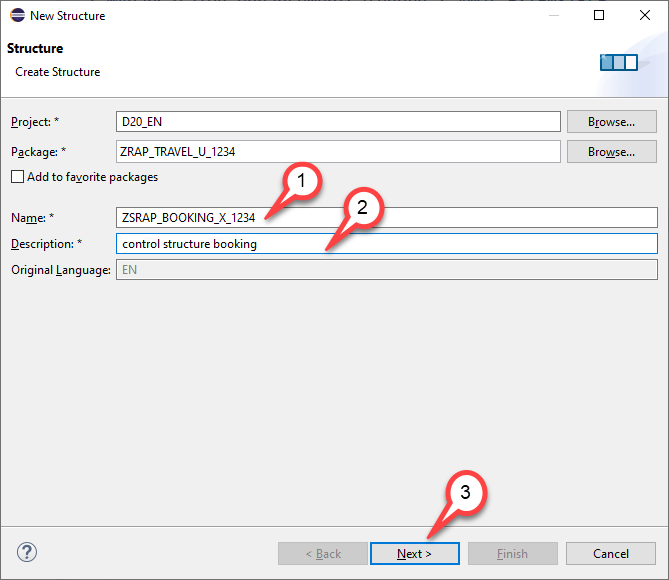 New Structure
Structure
Create Structure
Project: * D20_EN Browse...
Package: * ZRAP_TRAVEL_U_1234 Browse...
Add to favorite packages
1
Name: * ZSRAP_BOOKING_X_1234
2
Description: * control structure booking
Original Language: EN
3
? < Back Next > Finish Cancel